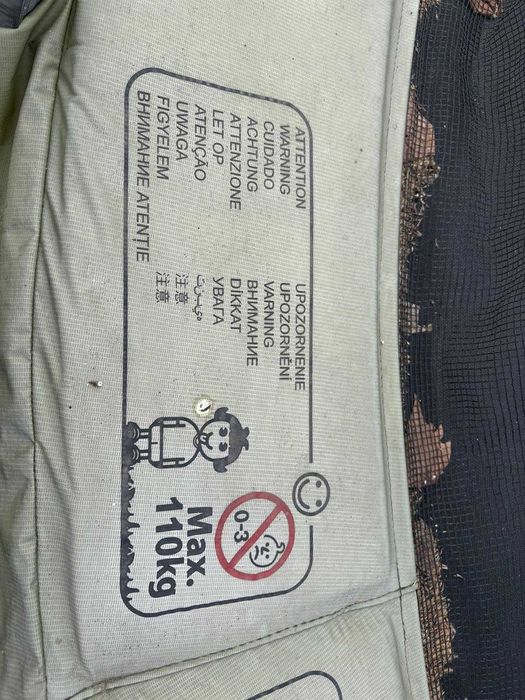 ATTENTION
WARNING
CUIDADO
ACHTUNG
ATTENZIONE
LET OP
ATENÇÃO
UWAGA
FIGYELEM
ВНИМАНИЕ ATENȚIE
UPOZORNENIE
UPOZORNĚNÍ
VARNING
ВНИМАНИЕ
DIKKAT
УВАГА
注意
注意
0-3
Max.
110kg